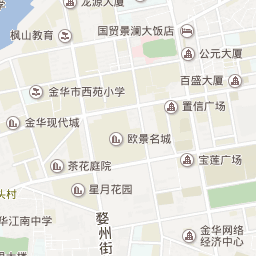 龙源大厦
枫山教育
国贸景澜大饭店
公元大厦
百盛大厦
金华市西苑小学
置信广场
金华现代城
欧景名城
茶花庭院
宝莲广场
星月花园
头村
华江南中学
婺州街
金华网络
经济中心